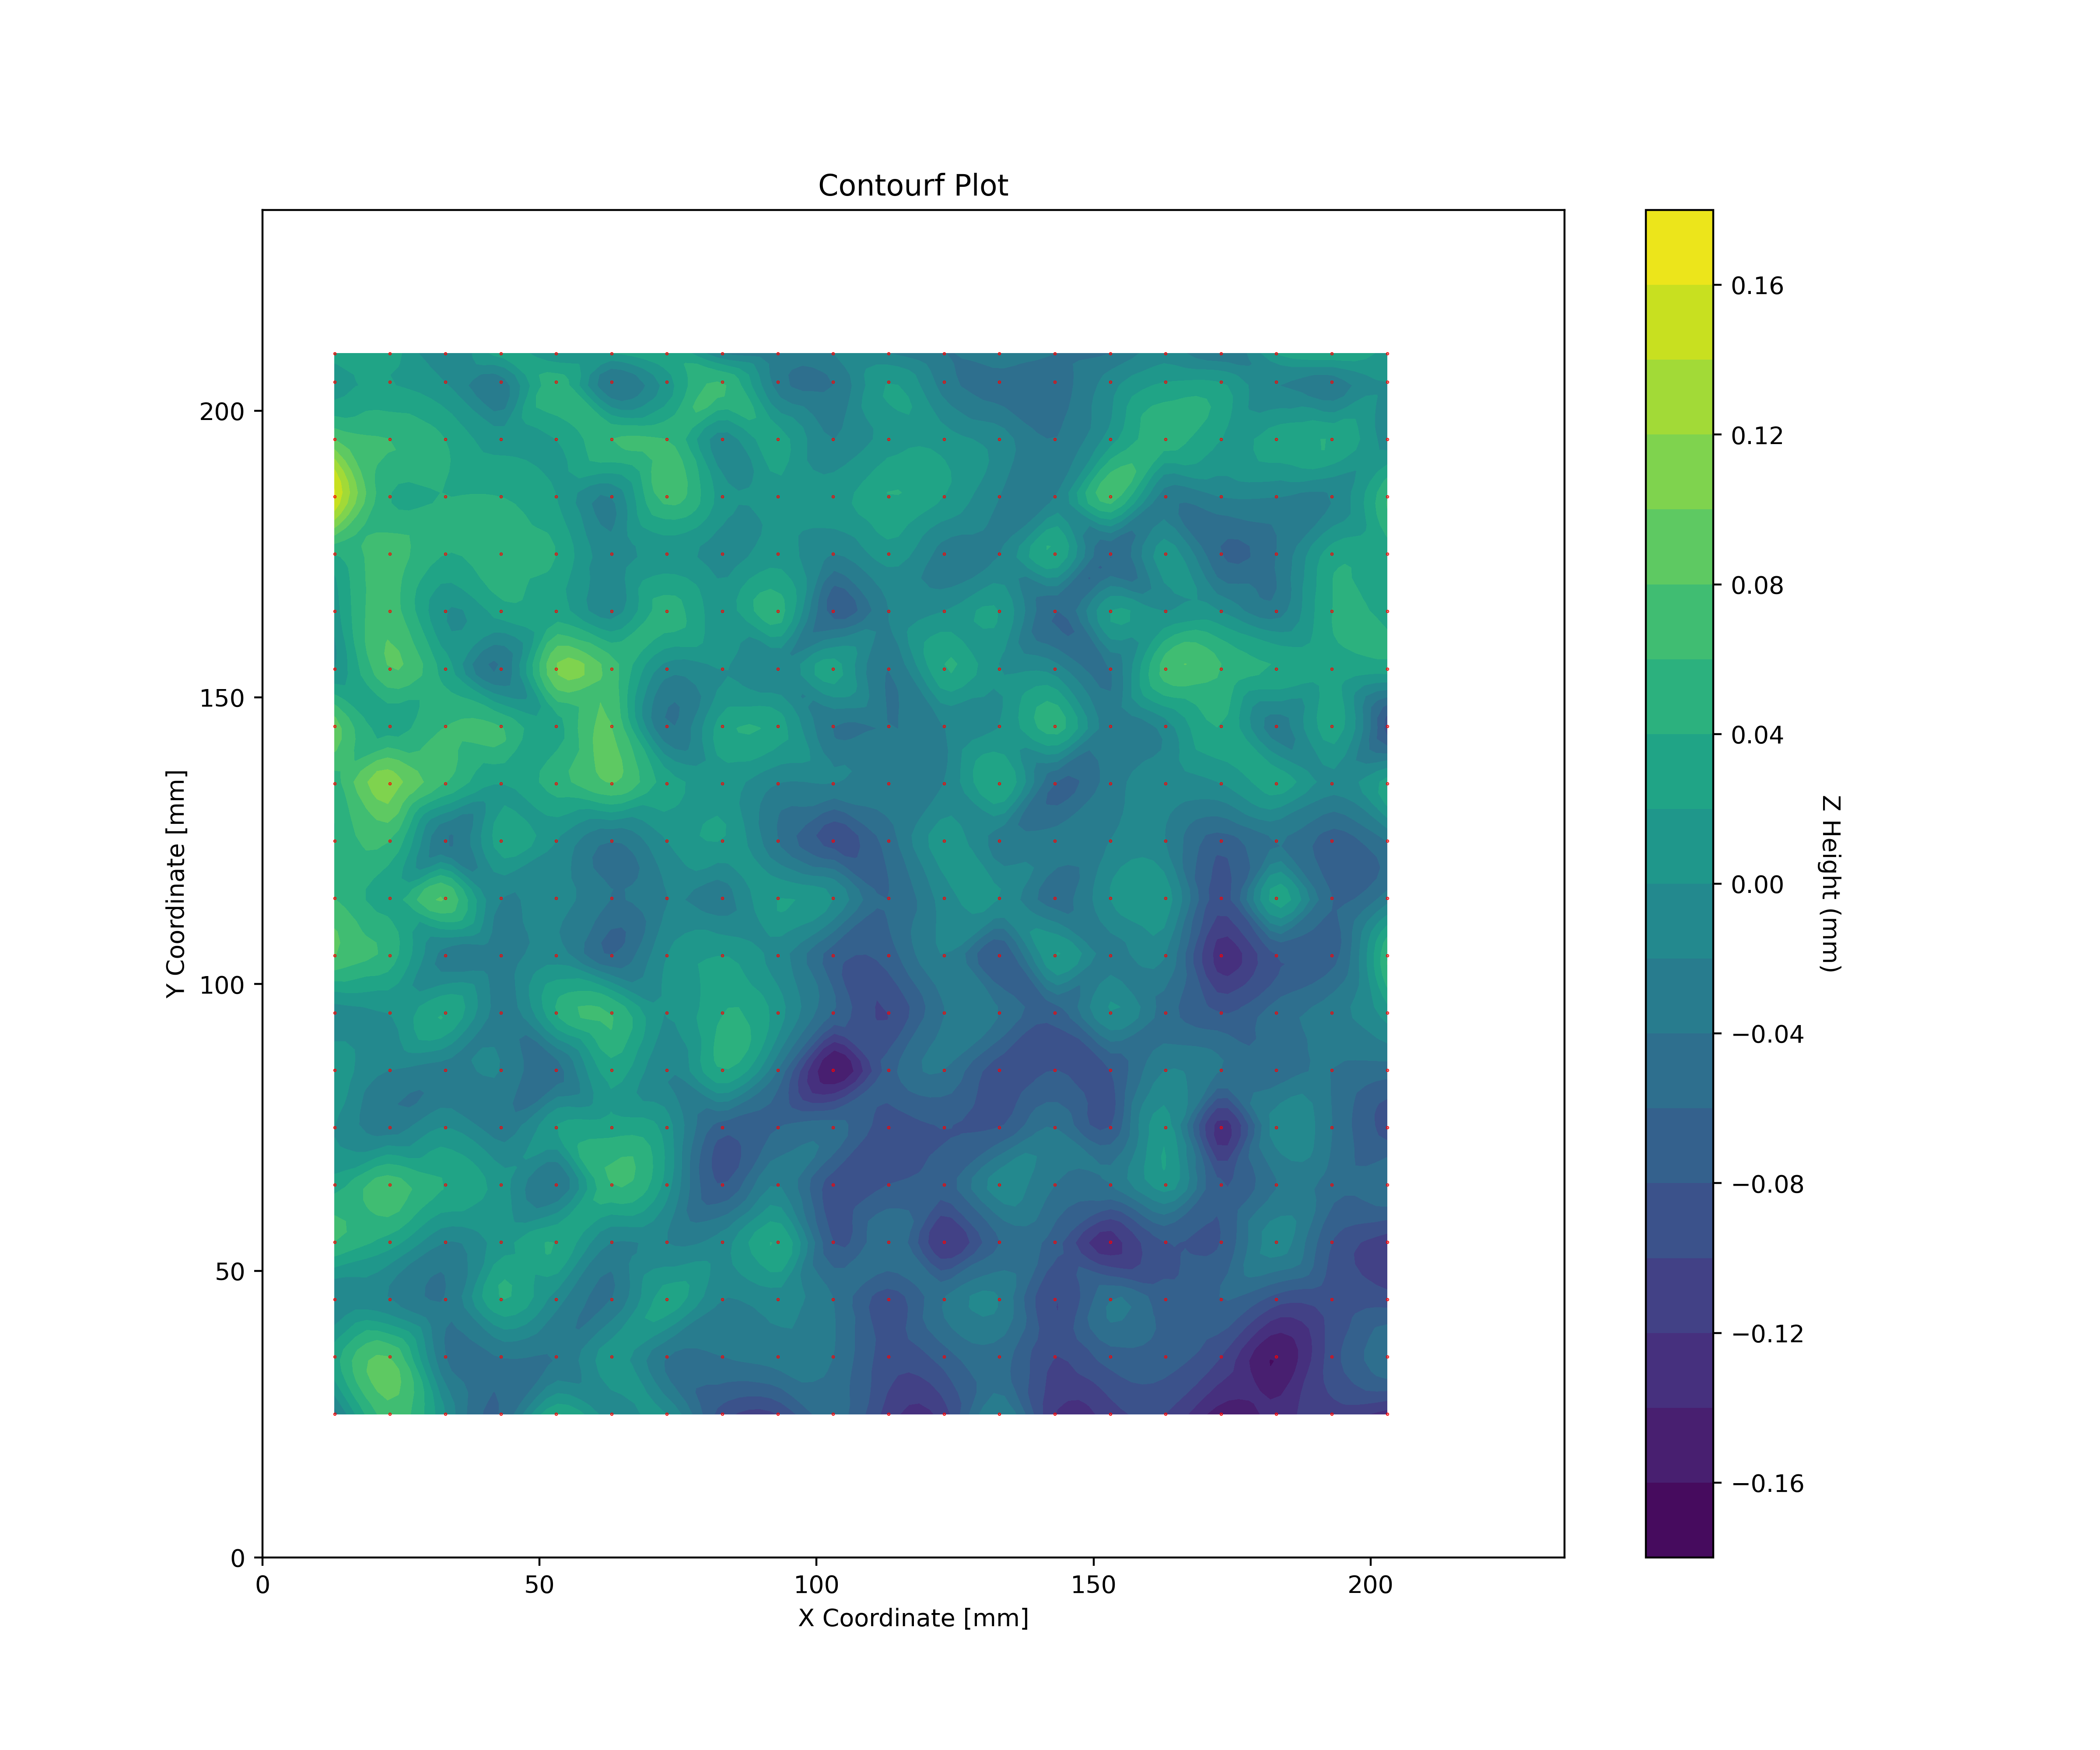 Contourf Plot
200
150
100
50
0
Y Coordinate [mm]
0 50 100 150 200
X Coordinate [mm]
0.16
0.12
0.08
0.04
0.00
−0.04
−0.08
−0.12
−0.16
Z Height (mm)